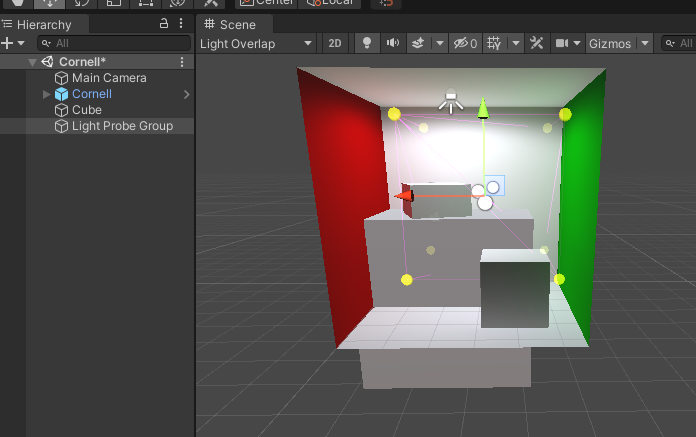 Center
Local
Hierarchy
All
Cornell*
Main Camera
Cornell
Cube
Light Probe Group
Scene
Light Overlap
2D
0
Gizmos
All